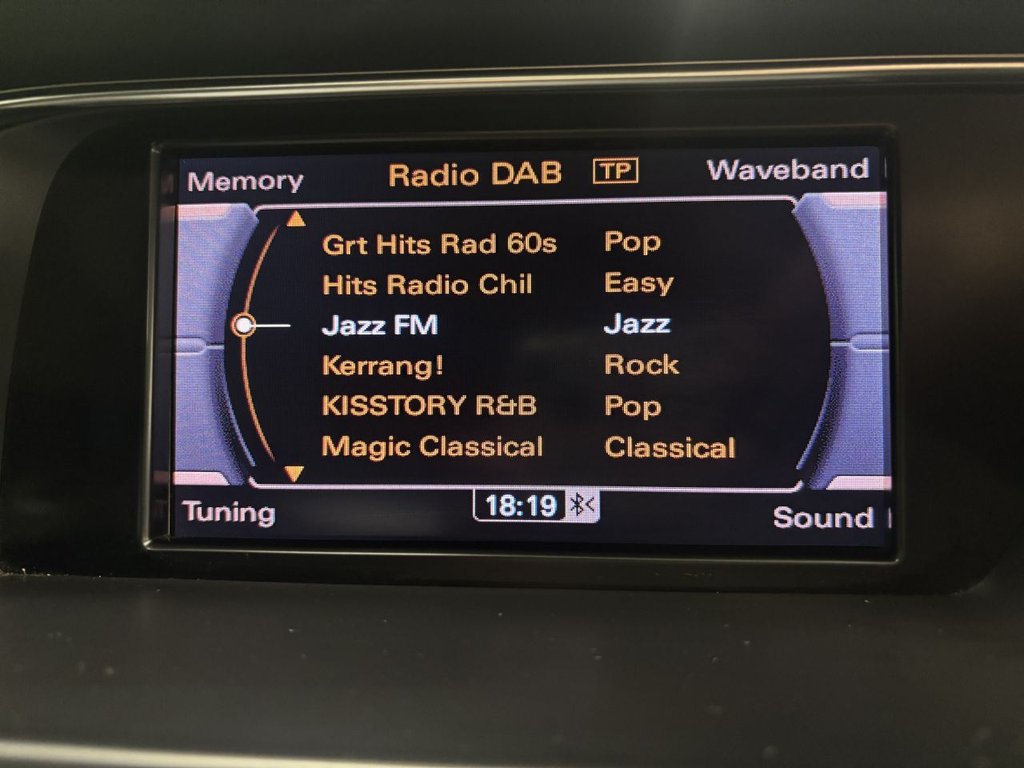 Memory Radio DAB TP Waveband
Grt Hits Rad 60s Pop
Hits Radio Chil Easy
Jazz FM Jazz
Kerrang! Rock
KISSTORY R&B Pop
Magic Classical Classical
Tuning 18:19 Sound